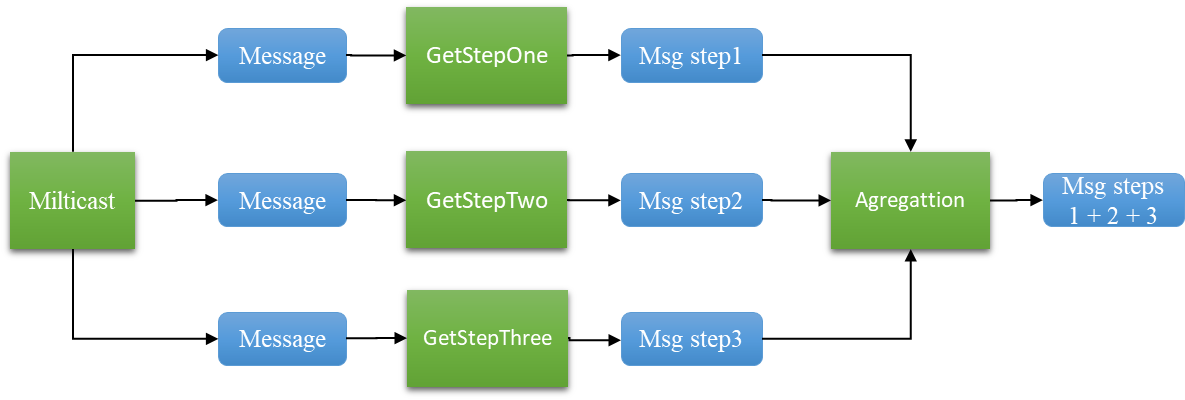 Message
GetStepOne
Msg step1
Milticast
Message
GetStepTwo
Msg step2
Agregattion
Msg steps
1 + 2 + 3
Message
GetStepThree
Msg step3